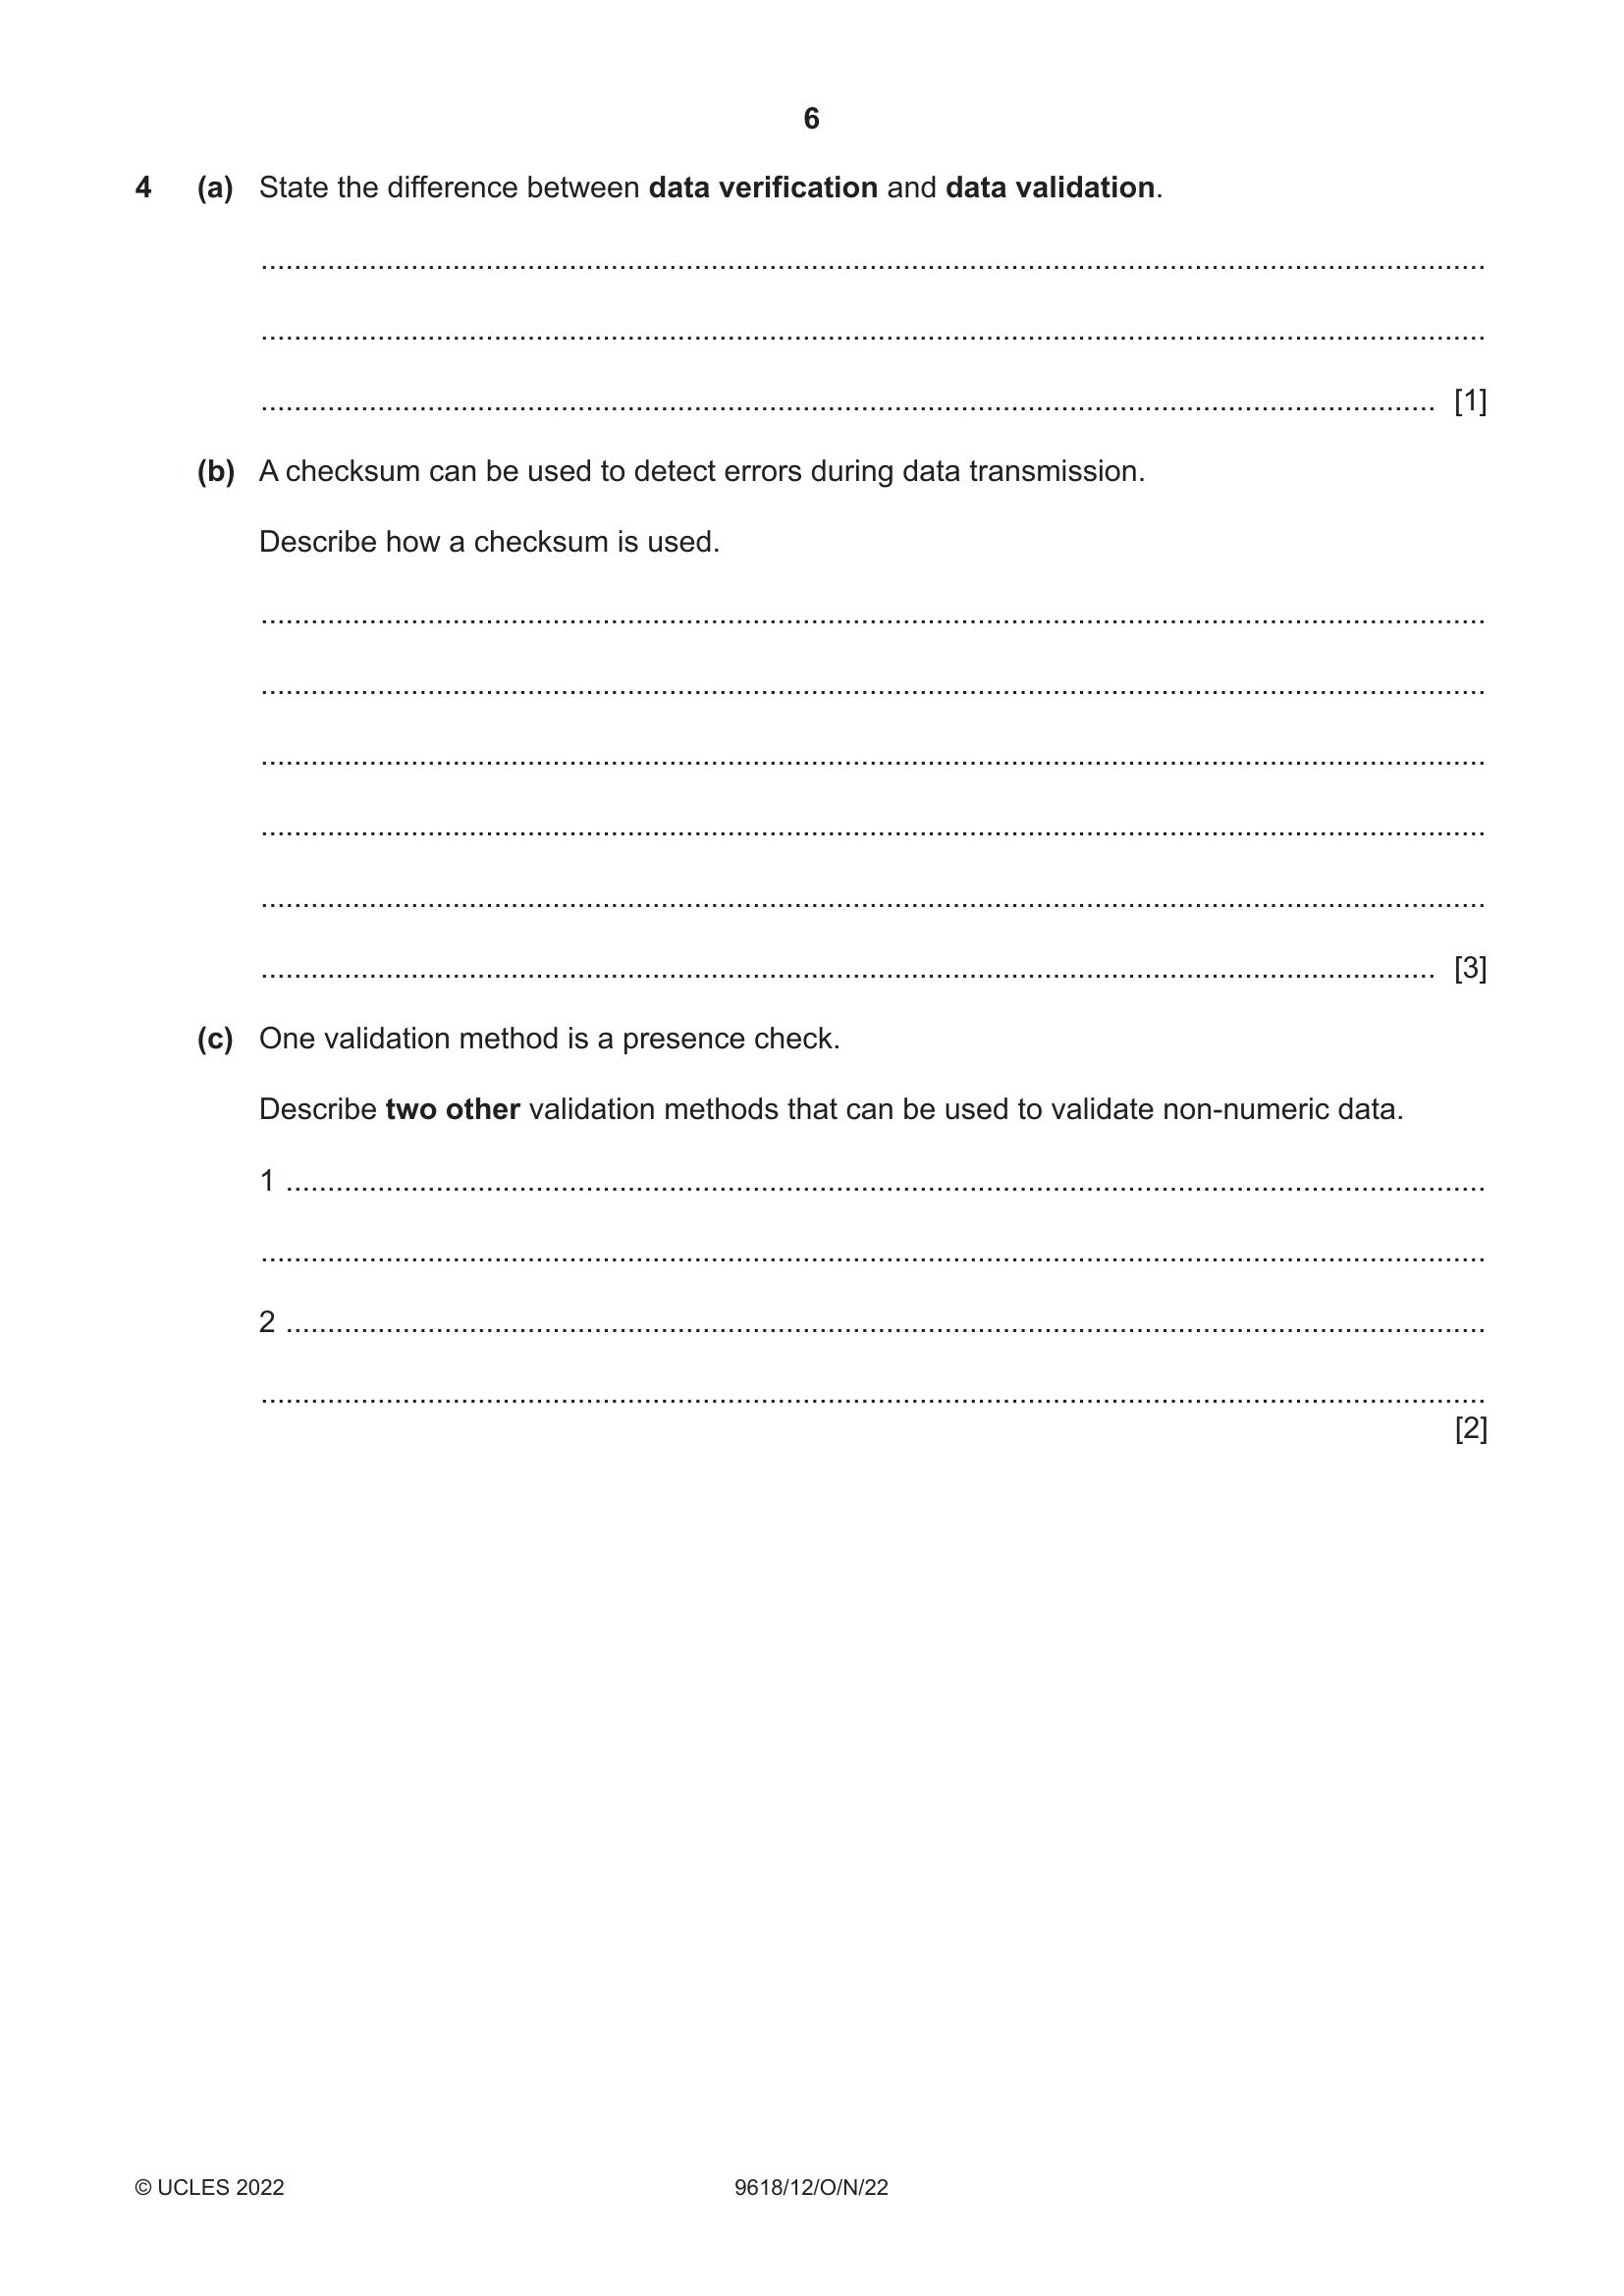 6
4 (a) State the difference between data verification and data validation.
..........................................................................................................................................................
..........................................................................................................................................................
.................................................................................................................................................... [1]
(b) A checksum can be used to detect errors during data transmission.
Describe how a checksum is used.
..........................................................................................................................................................
..........................................................................................................................................................
..........................................................................................................................................................
..........................................................................................................................................................
..........................................................................................................................................................
.................................................................................................................................................... [3]
(c) One validation method is a presence check.
Describe two other validation methods that can be used to validate non-numeric data.
1 .......................................................................................................................................................
..........................................................................................................................................................
2 .......................................................................................................................................................
..........................................................................................................................................................
[2]
© UCLES 2022 9618/12/O/N/22